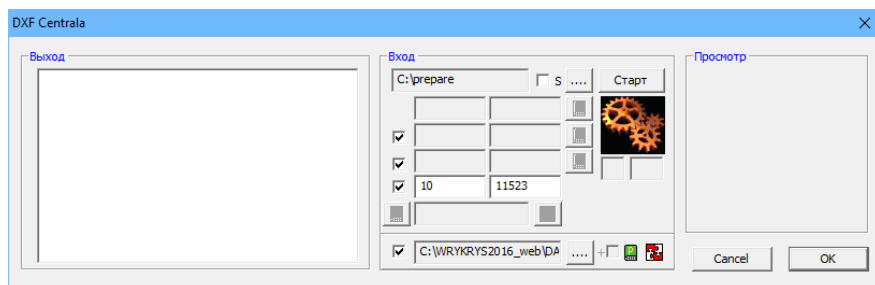 DXF Centrala
Выход
Вход
Просмотр
C:\prepare
S
....
Старт
10
11523
C:\WRYKRYS2016_web\DA
....
+
P
Cancel
OK